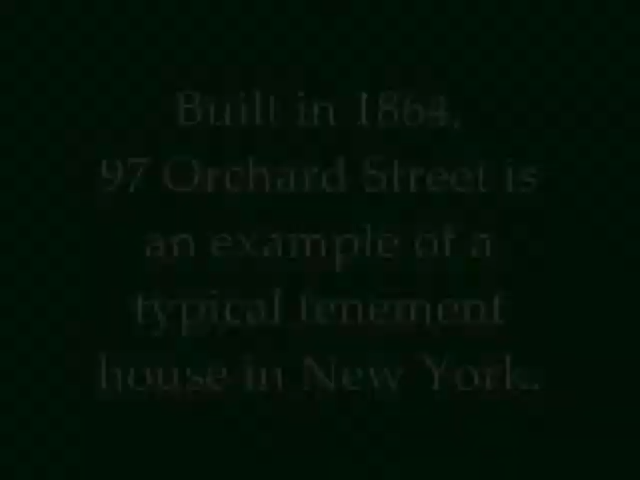 Built in 1864,
97 Orchard Street is
an example of a
typical tenement
house in New York.